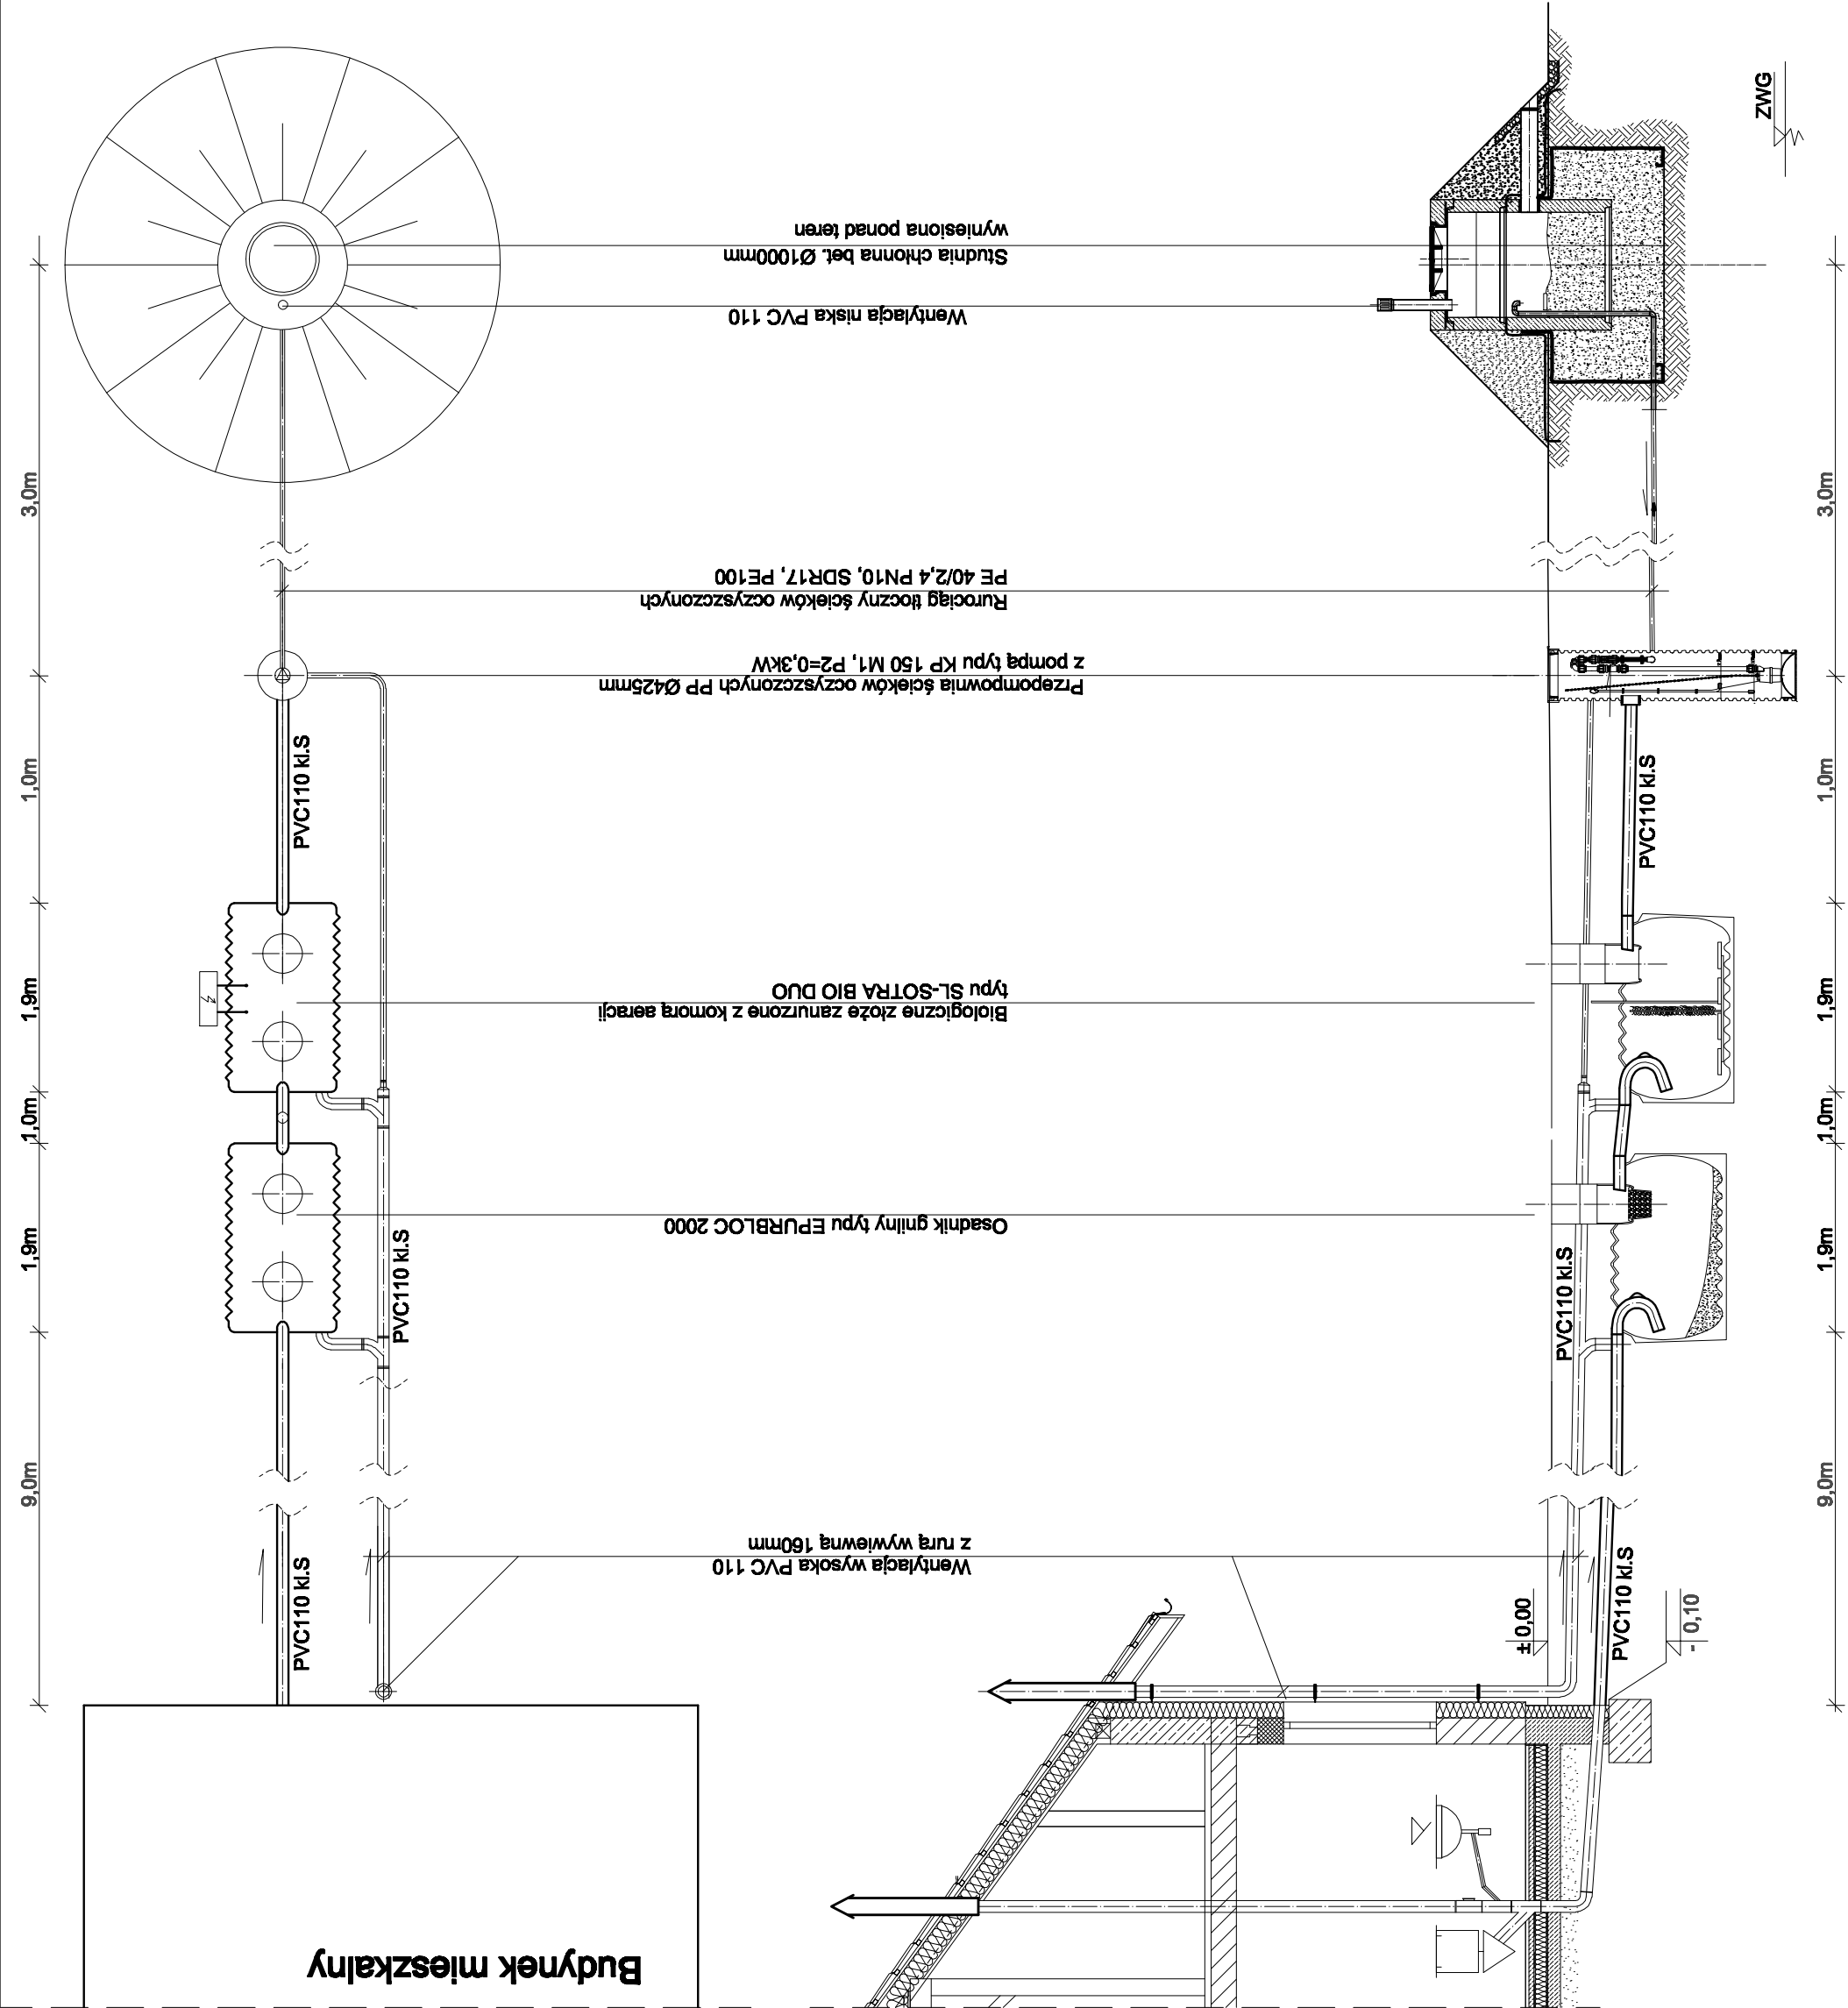 Budynek mieszkalny
Wentylacja wysoka PVC 110
z rurą wywiewną 160mm
Osadnik gnilny typu EPURBLOC 2000
Biologiczne złoże zanurzone z komorą aeracji
typu SL-SOTRA BIO DUO
Przepompownia ścieków oczyszczonych PP Ø425mm
z pompą typu KP 150 M1, P2=0,3kW
Rurociąg tłoczny ścieków oczyszczonych
PE 40/2,4 PN10, SDR17, PE100
Wentylacja niska PVC 110
Studnia chłonna bet. Ø1000mm
wyniesiona ponad teren
9,0m
1,9m
1,0m
1,9m
1,0m
3,0m
PVC110 kl.S
PVC110 kl.S
PVC110 kl.S
±0,00
- 0,10
PVC110 kl.S
PVC110 kl.S
PVC110 kl.S
ZWG
9,0m
1,9m
1,0m
1,9m
1,0m
3,0m